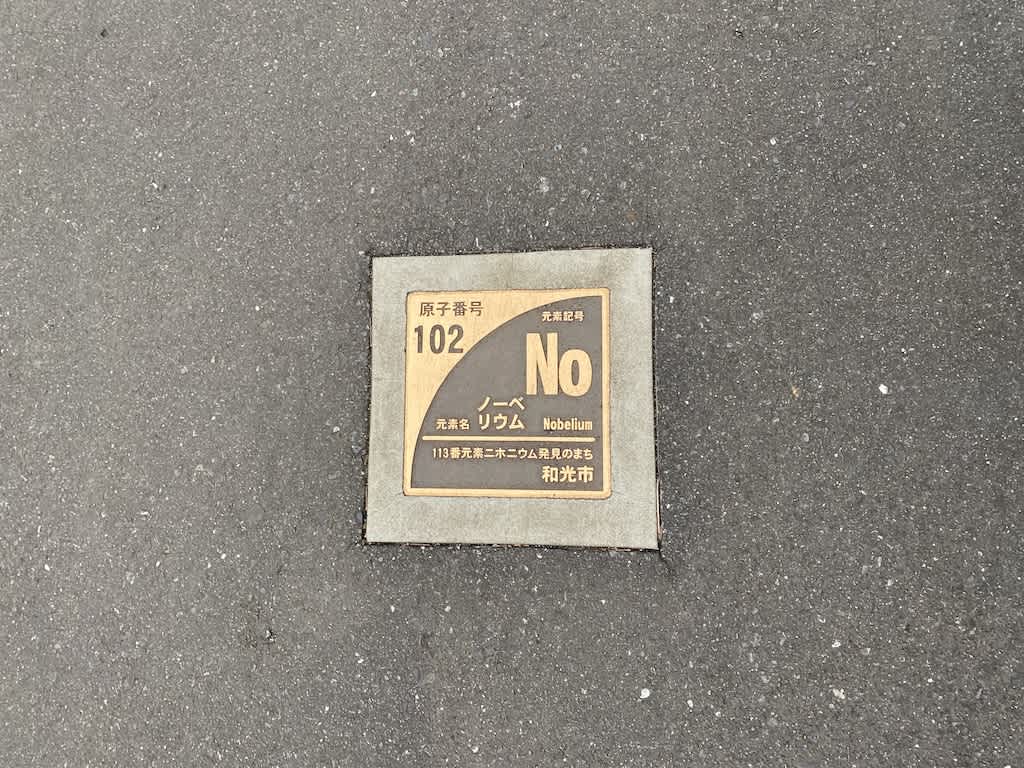 原子番号
102
元素記号
No
元素名 ノーベリウム Nobelium
113番元素ニホニウム発見のまち
和光市